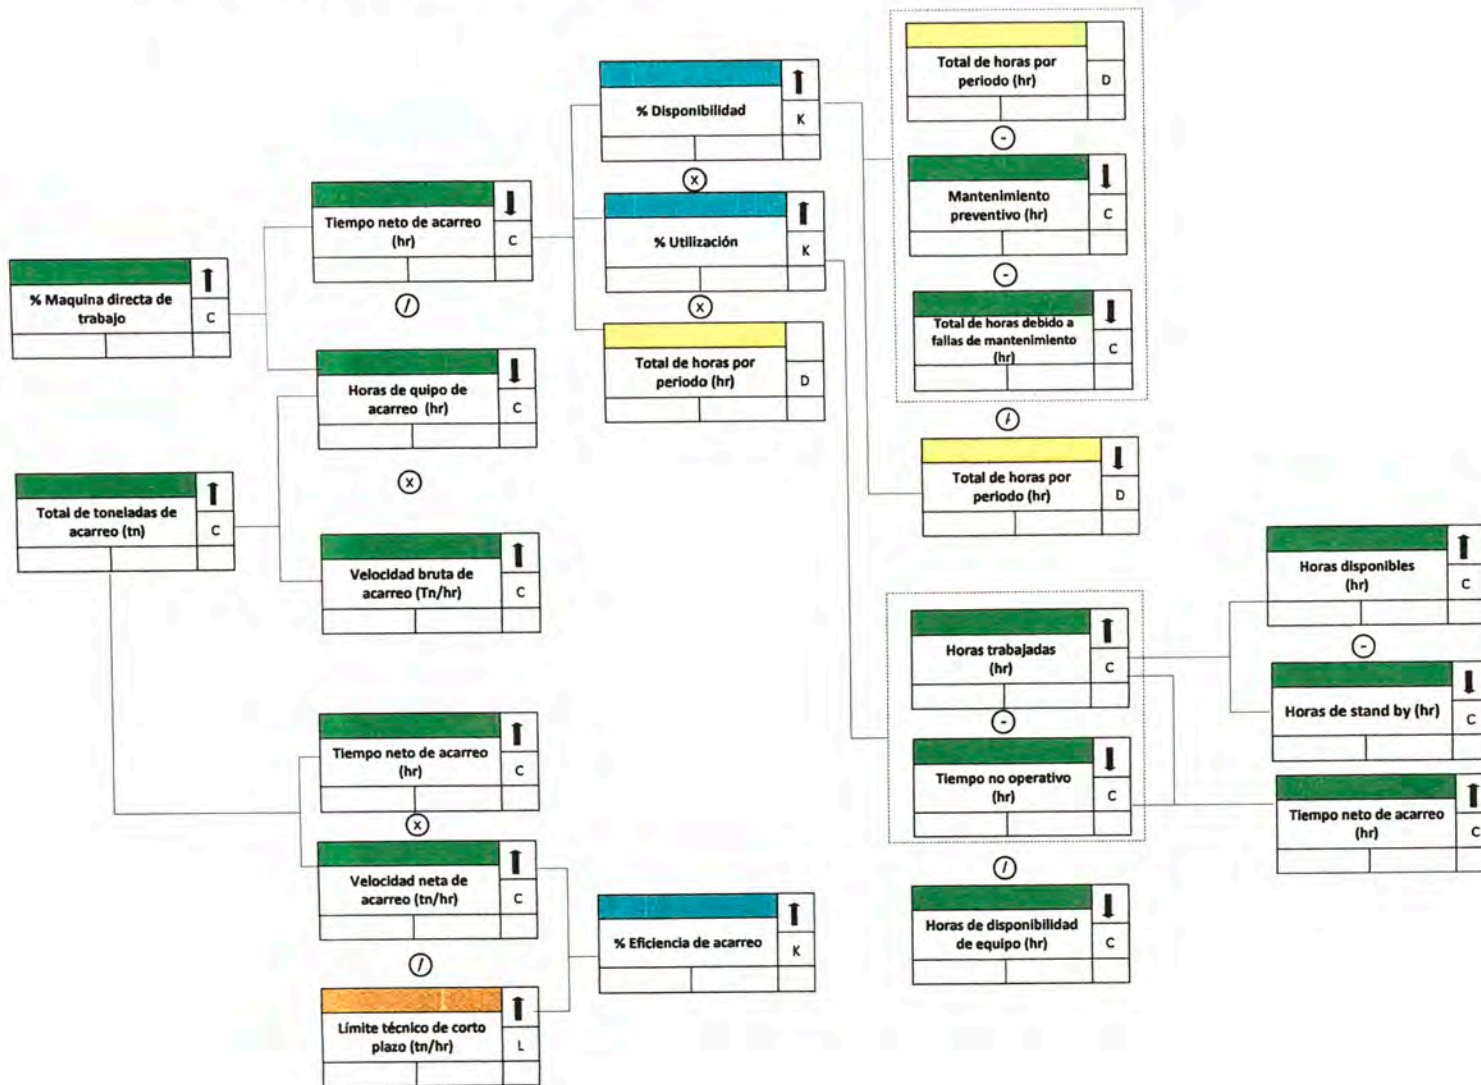 % Maquina directa de
trabajo
C
Total de toneladas de
acarreo (tn)
C
Tiempo neto de acarreo
(hr)
C
/
Horas de quipo de
acarreo (hr)
C
x
Velocidad bruta de
acarreo (Tn/hr)
C
Tiempo neto de acarreo
(hr)
C
x
Velocidad neta de
acarreo (tn/hr)
C
/
Límite técnico de corto
plazo (tn/hr)
L
% Disponibilidad
K
x
% Utilización
K
x
Total de horas por
periodo (hr)
D
% Eficiencia de acarreo
K
Total de horas por
periodo (hr)
D
-
Mantenimiento
preventivo (hr)
C
-
Total de horas debido a
fallas de mantenimiento
(hr)
C
/
Total de horas por
periodo (hr)
D
Horas trabajadas
(hr)
C
-
Tiempo no operativo
(hr)
C
/
Horas de disponibilidad
de equipo (hr)
C
Horas disponibles
(hr)
C
-
Horas de stand by (hr)
C
Tiempo neto de acarreo
(hr)
C